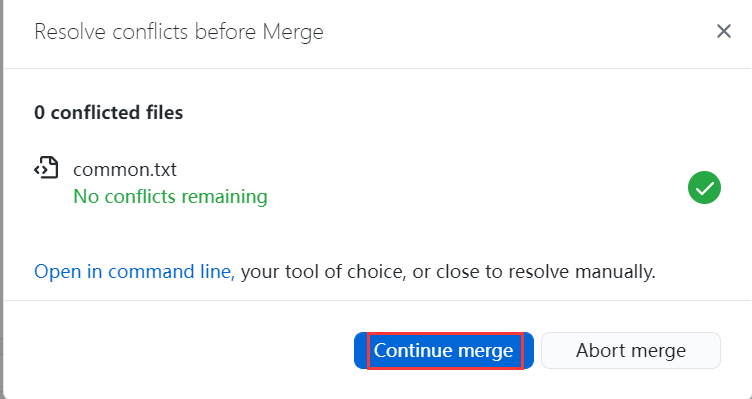 Resolve conflicts before Merge
0 conflicted files
common.txt
No conflicts remaining
Open in command line, your tool of choice, or close to resolve manually.
Continue merge
Abort merge